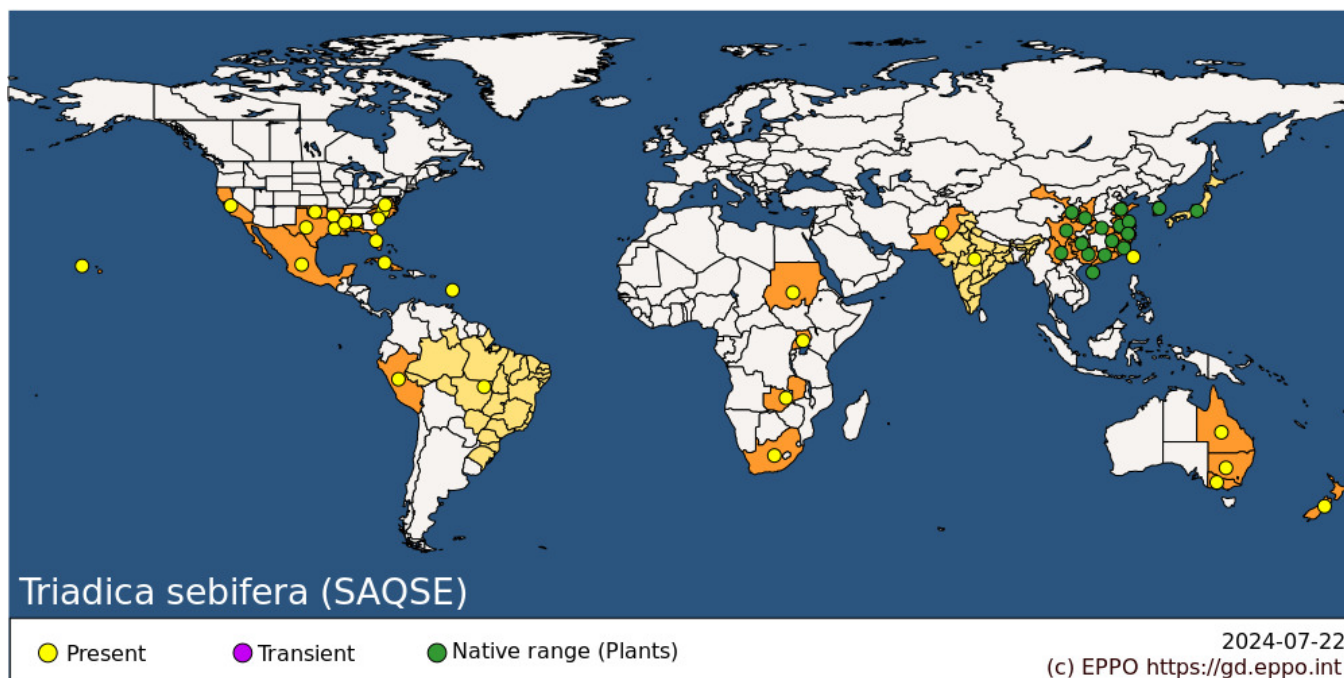 Triadica sebifera (SAQSE)
Present
Transient
Native range (Plants)
2024-07-22
(c) EPPO https://gd.eppo.int